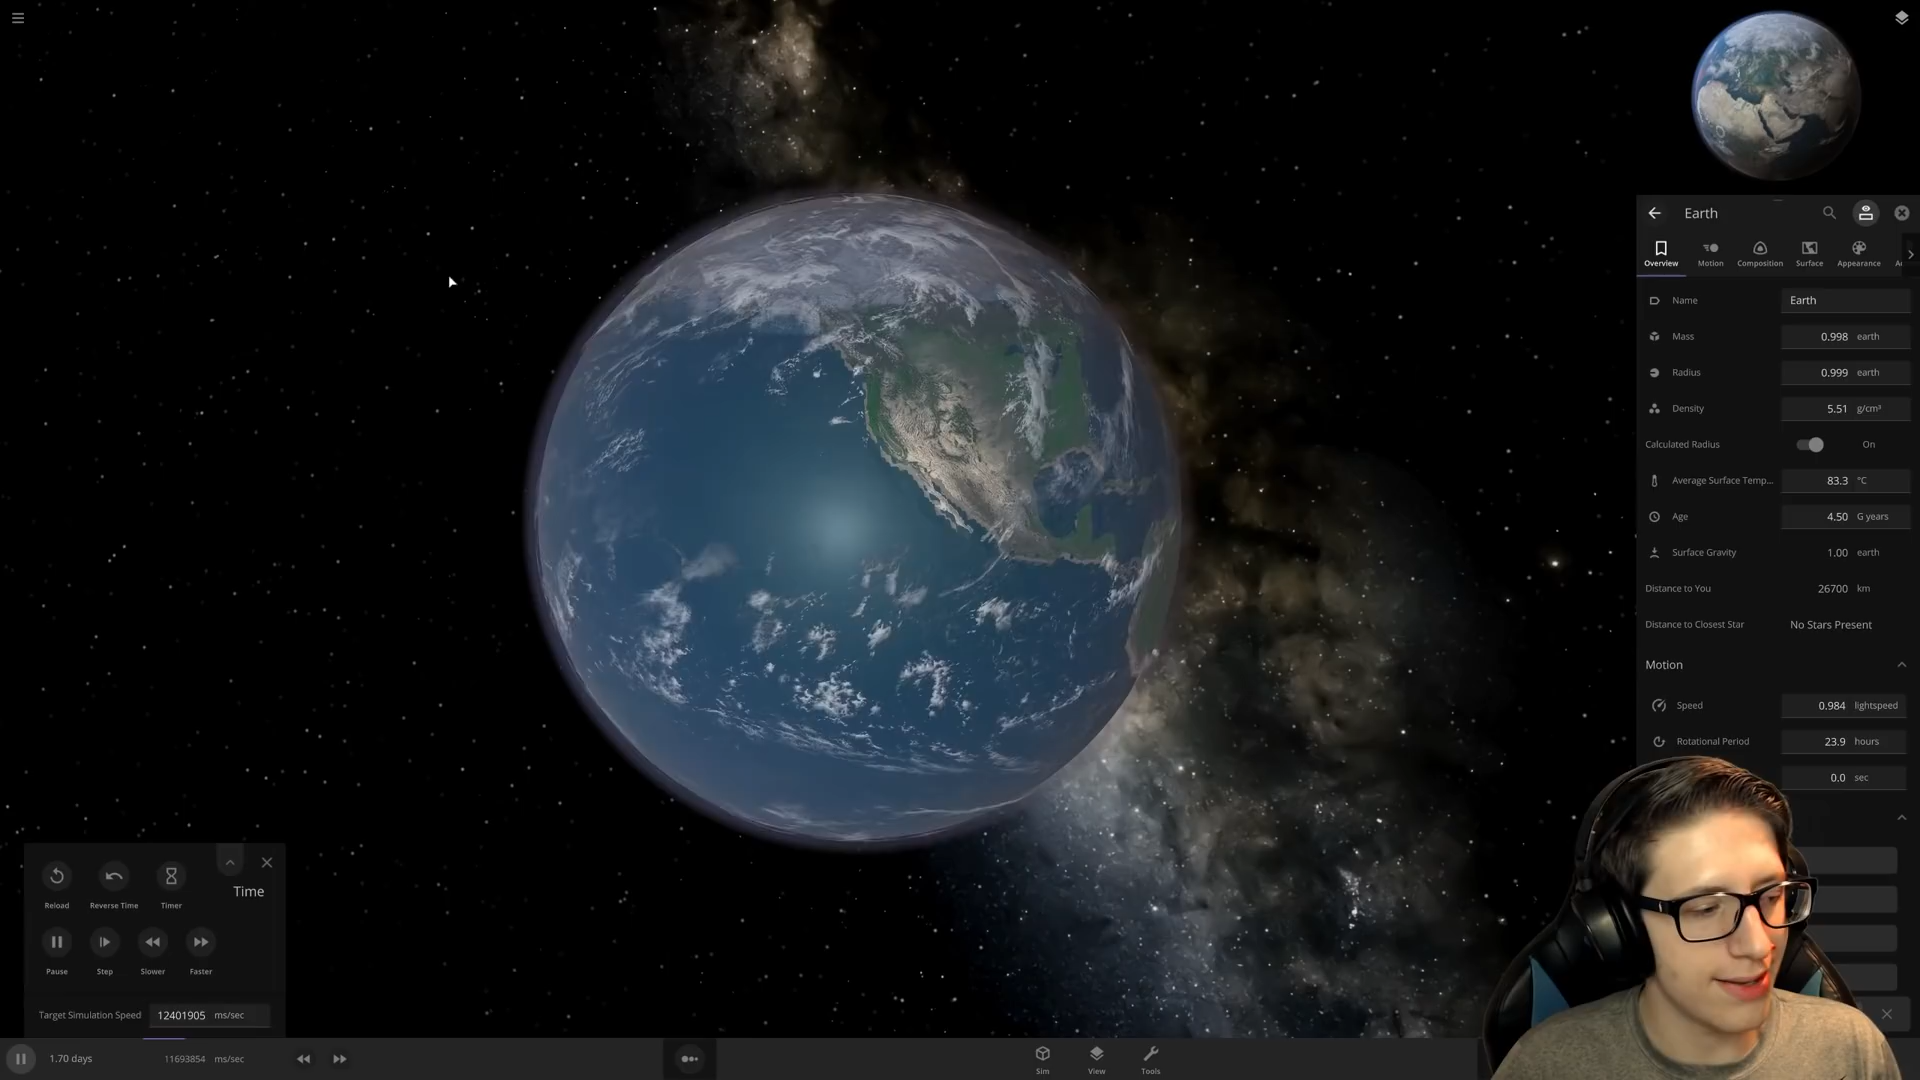 Earth
Overview
Motion
Composition
Surface
Appearance
Name Earth
Mass 0.998 earth
Radius 0.999 earth
Density 5.51 g/cm³
Calculated Radius On
Average Surface Temp... 83.3 °C
Age 4.50 G years
Surface Gravity 1.00 earth
Distance to You 26700 km
Distance to Closest Star No Stars Present
Motion
Speed 0.984 lightspeed
Rotational Period 23.9 hours
0.0 sec
Time
Reload Reverse Time Timer
Pause Step Slower Faster
Target Simulation Speed 12401905 ms/sec
1.70 days 11693854 ms/sec
Sim View Tools